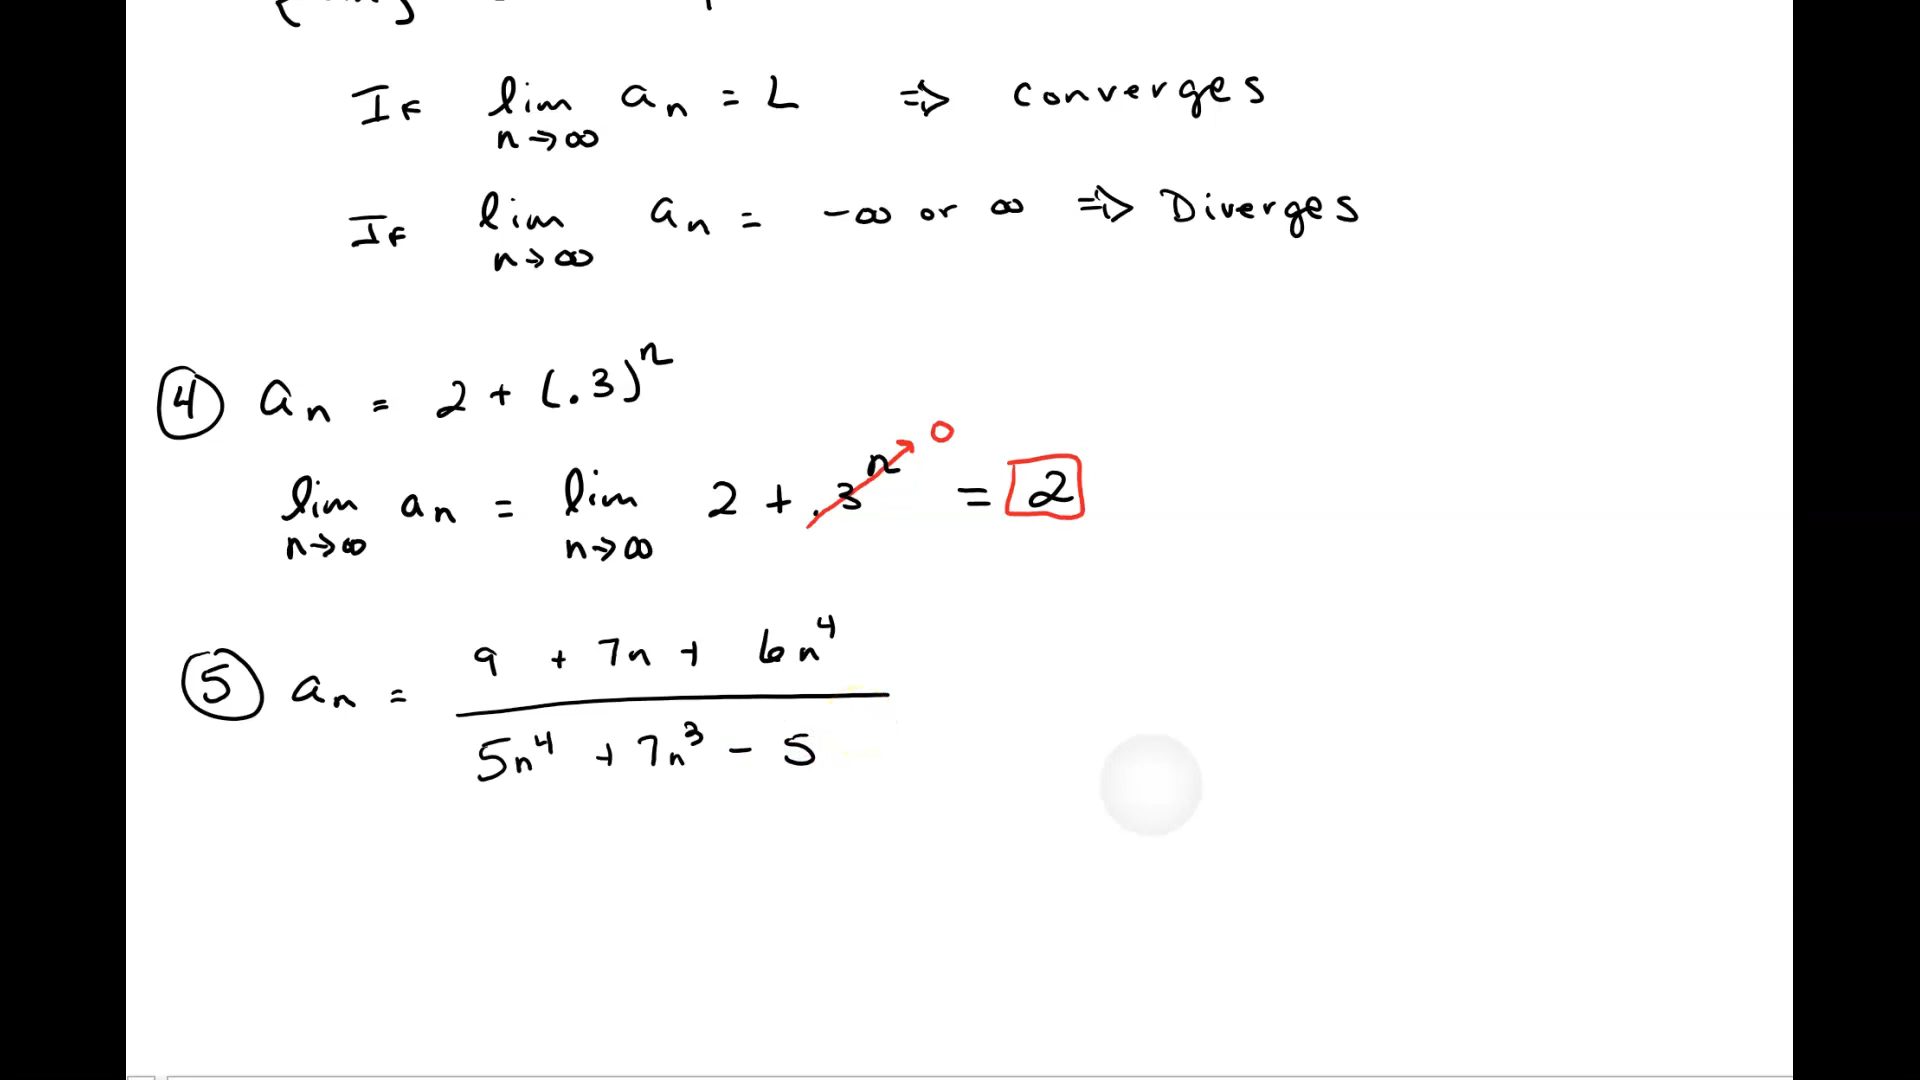 If lim n→∞ an = L ⇒ converges
If lim n→∞ an = -∞ or ∞ ⇒ Diverges
④ an = 2 + (.3)^n
lim n→∞ an = lim n→∞ 2 + .3^n → 0 = 2
⑤ an = (9 + 7n + 6n^4) / (5n^4 + 7n^3 - 5)